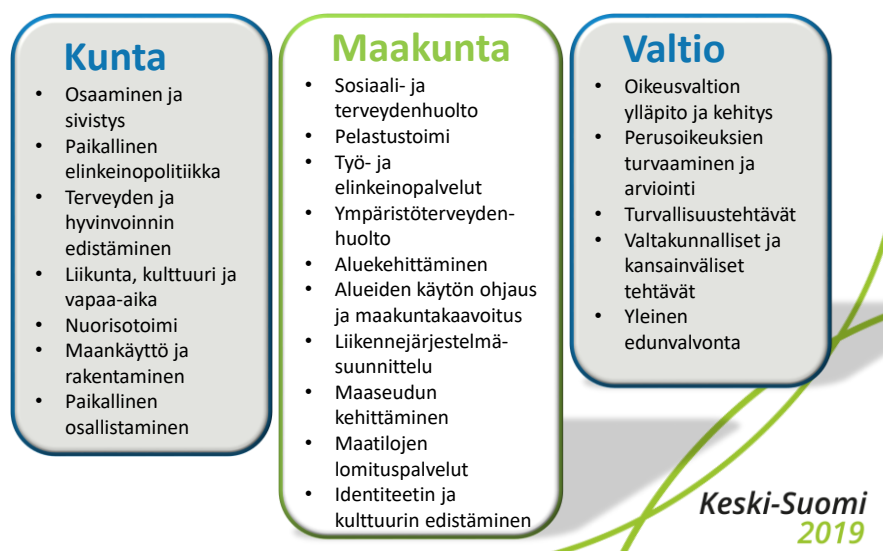 Kunta
• Osaaminen ja
sivistys
• Paikallinen
elinkeinopolitiikka
• Terveyden ja
hyvinvoinnin
edistäminen
• Liikunta, kulttuuri ja
vapaa-aika
• Nuorisotoimi
• Maankäyttö ja
rakentaminen
• Paikallinen
osallistaminen
Maakunta
• Sosiaali- ja
terveydenhuolto
• Pelastustoimi
• Työ- ja
elinkeinopalvelut
• Ympäristöterveyden-
huolto
• Aluekehittäminen
• Alueiden käytön ohjaus
ja maakuntakaavoitus
• Liikennejärjestelmä-
suunnittelu
• Maaseudun
kehittäminen
• Maatilojen
lomituspalvelut
• Identiteetin ja
kulttuurin edistäminen
Valtio
• Oikeusvaltion
ylläpito ja kehitys
• Perusoikeuksien
turvaaminen ja
arviointi
• Turvallisuustehtävät
• Valtakunnalliset ja
kansainväliset
tehtävät
• Yleinen
edunvalvonta
Keski-Suomi
2019